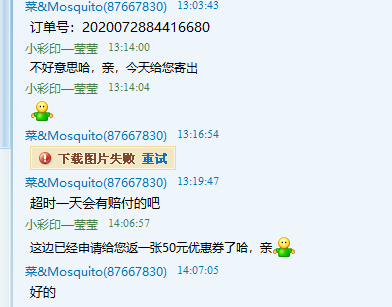 菜&Mosquito(87667830) 13:03:43
订单号：2020072884416680
小彩印—莹莹 13:14:00
不好意思哈，亲，今天给您寄出
小彩印—莹莹 13:14:04
菜&Mosquito(87667830) 13:16:54
下载图片失败 重试
菜&Mosquito(87667830) 13:19:47
超时一天会有赔付的吧
小彩印—莹莹 14:06:57
这边已经申请给您返一张50元优惠券了哈，亲
菜&Mosquito(87667830) 14:07:05
好的